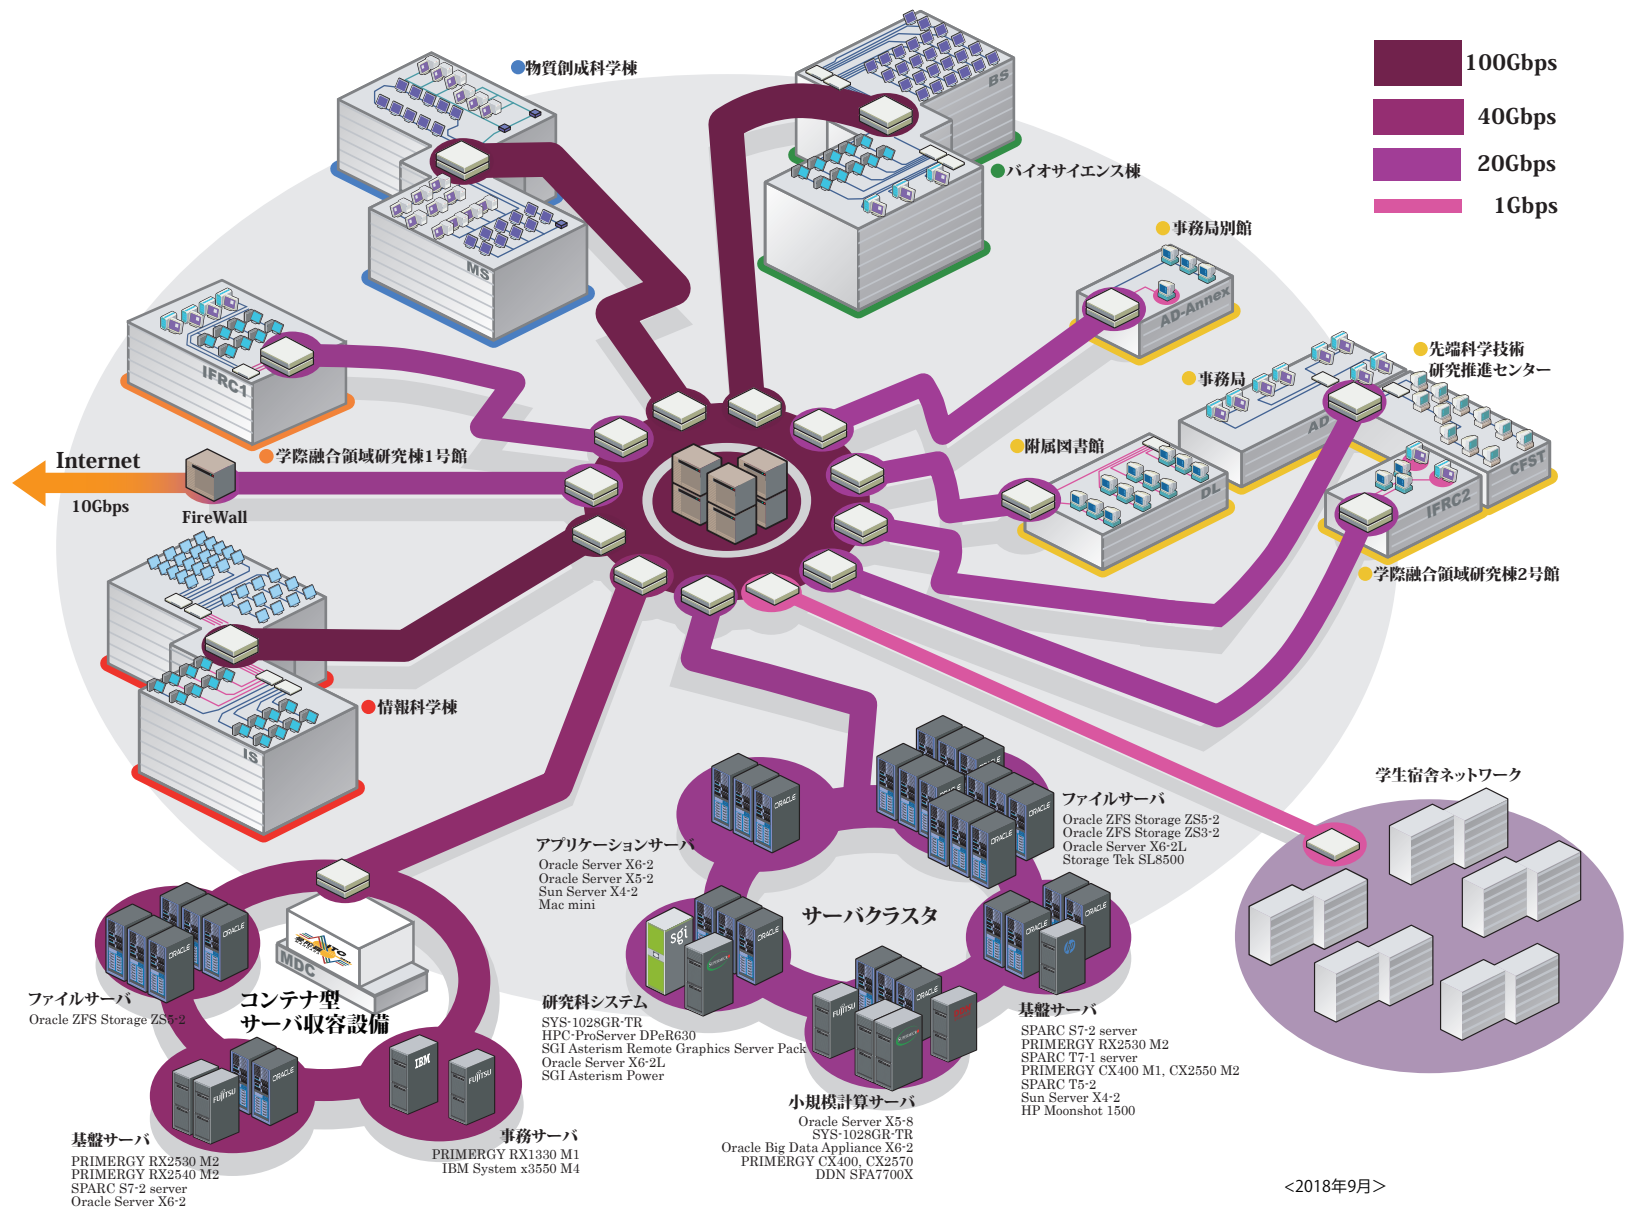 100Gbps
40Gbps
20Gbps
1Gbps
物質創成科学棟
MS
BS
バイオサイエンス棟
事務局別館
AD-Annex
先端科学技術
研究推進センター
事務局
AD
CFST
附属図書館
DL
IFRC2
学際融合領域研究棟2号館
IFRC1
学際融合領域研究棟1号館
Internet
10Gbps
FireWall
情報科学棟
IS
学生宿舎ネットワーク
ファイルサーバ
Oracle ZFS Storage ZS5-2
Oracle ZFS Storage ZS3-2
Oracle Server X6-2L
Storage Tek SL8500
アプリケーションサーバ
Oracle Server X6-2
Oracle Server X5-2
Sun Server X4-2
Mac mini
サーバクラスタ
研究科システム
SYS-1028GR-TR
HPC-ProServer DPeR630
SGI Asterism Remote Graphics Server Pack
Oracle Server X6-2L
SGI Asterism Power
基盤サーバ
SPARC S7-2 server
PRIMERGY RX2530 M2
SPARC T7-1 server
PRIMERGY CX400 M1, CX2550 M2
SPARC T5-2
Sun Server X4-2
HP Moonshot 1500
小規模計算サーバ
Oracle Server X5-8
SYS-1028GR-TR
Oracle Big Data Appliance X6-2
PRIMERGY CX400, CX2570
DDN SFA7700X
MDC
コンテナ型
サーバ収容設備
ファイルサーバ
Oracle ZFS Storage ZS5-2
基盤サーバ
PRIMERGY RX2530 M2
PRIMERGY RX2540 M2
SPARC S7-2 server
Oracle Server X6-2
事務サーバ
PRIMERGY RX1330 M1
IBM System x3550 M4
ORACLE
ORACLE
ORACLE
ORACLE
ORACLE
ORACLE
ORACLE
sgi
FUJITSU
FUJITSU
FUJITSU
IBM
hp
<2018年9月>